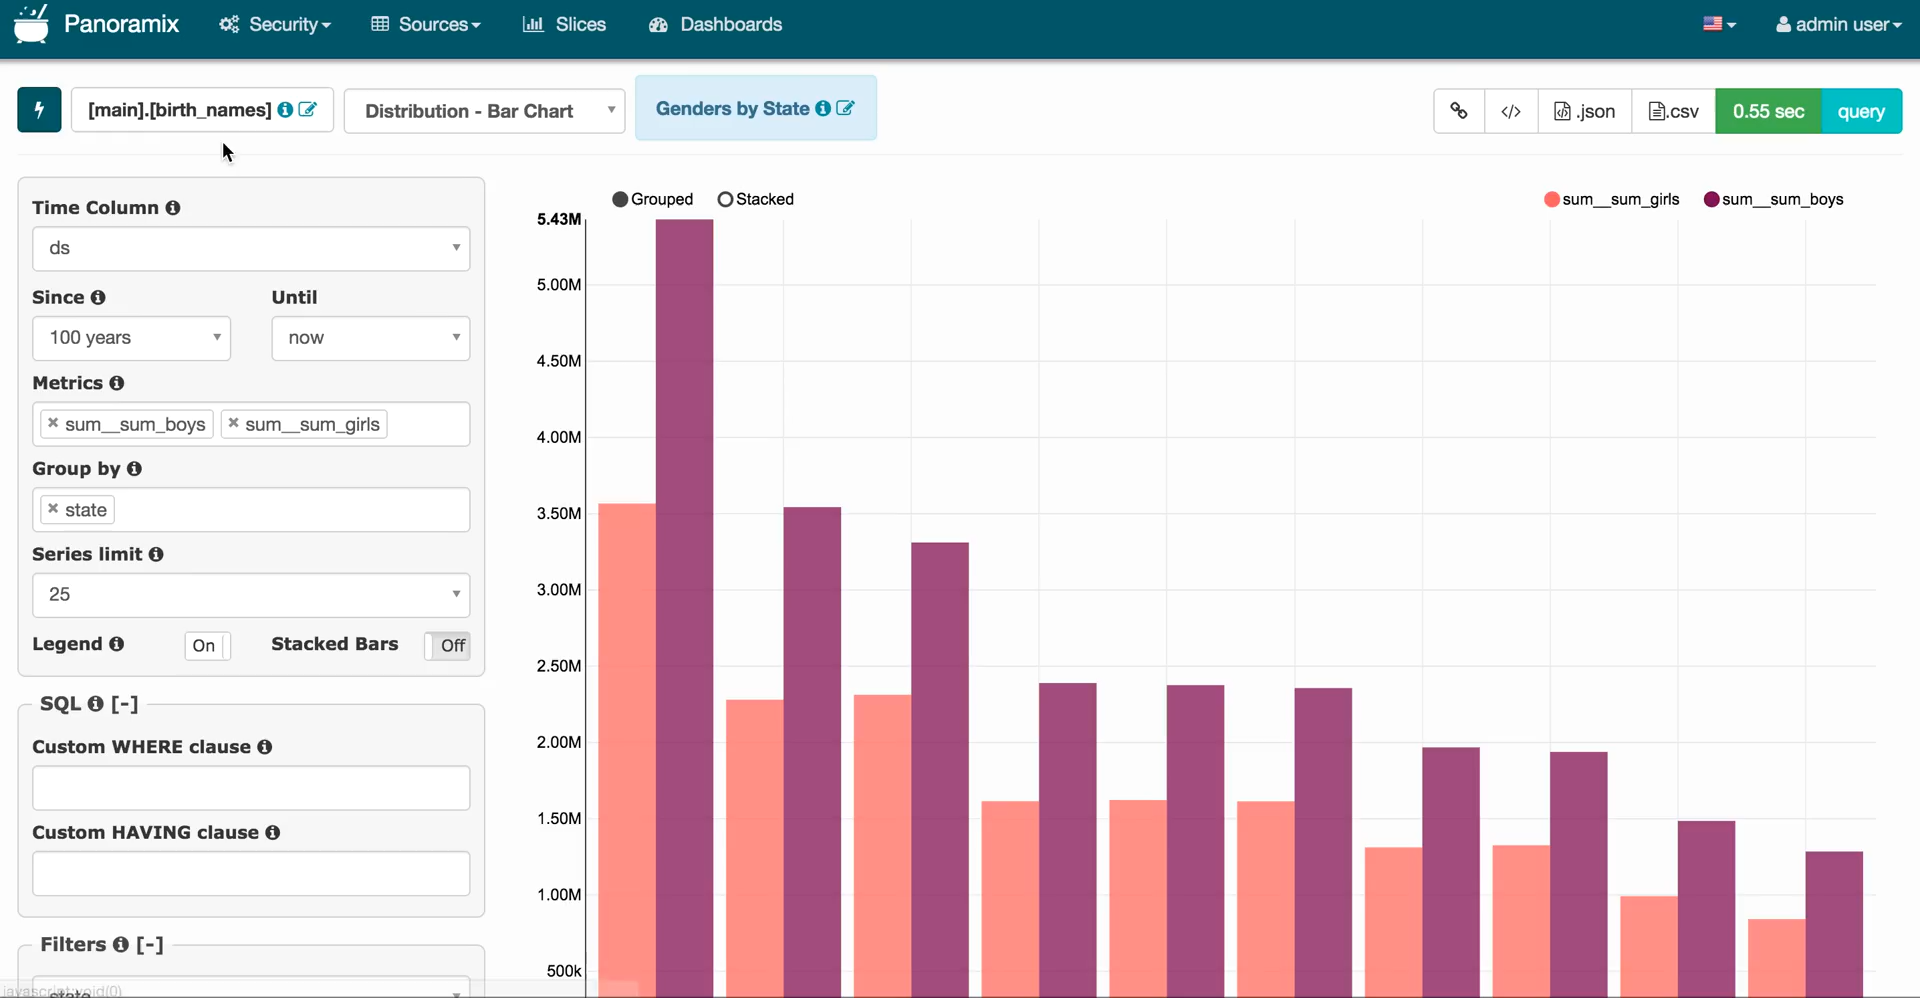 Panoramix Security Sources Slices Dashboards admin user
[main].[birth_names] Distribution - Bar Chart Genders by State .json .csv 0.55 sec query
Time Column
ds
Since Until
100 years now
Metrics
× sum__sum_boys × sum__sum_girls
Group by
× state
Series limit
25
Legend On Stacked Bars Off
SQL [-]
Custom WHERE clause
Custom HAVING clause
Filters [-]
state
javascript:void(0)
Grouped Stacked sum__sum_girls sum__sum_boys
5.43M
5.00M
4.50M
4.00M
3.50M
3.00M
2.50M
2.00M
1.50M
1.00M
500k